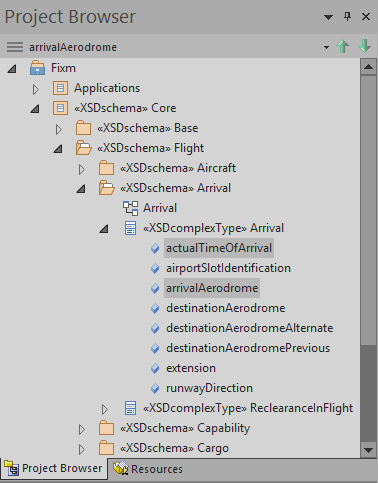 Project Browser
arrivalAerodrome
Fixm
Applications
«XSDschema» Core
«XSDschema» Base
«XSDschema» Flight
«XSDschema» Aircraft
«XSDschema» Arrival
Arrival
«XSDcomplexType» Arrival
actualTimeOfArrival
airportSlotIdentification
arrivalAerodrome
destinationAerodrome
destinationAerodromeAlternate
destinationAerodromePrevious
extension
runwayDirection
«XSDcomplexType» ReclearanceInFlight
«XSDschema» Capability
«XSDschema» Cargo
Project Browser Resources